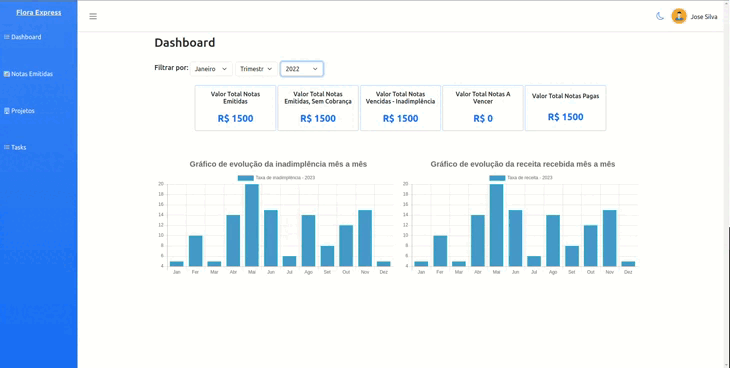 Flora Express
Jose Silva
Dashboard
Notas Emitidas
Projetos
Tasks
Dashboard
Filtrar por: Janeiro Trimestr 2022
Valor Total Notas
Emitidas
R$ 1500
Valor Total Notas
Emitidas, Sem Cobrança
R$ 1500
Valor Total Notas
Vencidas - Inadimplência
R$ 1500
Valor Total Notas A
Vencer
R$ 0
Valor Total Notas Pagas
R$ 1500
Gráfico de evolução da inadimplência mês a mês
Taxa de inadimplência - 2023
20
18
16
14
12
10
8
6
4
Jan Fer Mar Abr Mai Jun Jul Ago Set Out Nov Dez
Gráfico de evolução da receita recebida mês a mês
Taxa de receita - 2023
20
18
16
14
12
10
8
6
4
Jan Fer Mar Abr Mai Jun Jul Ago Set Out Nov Dez